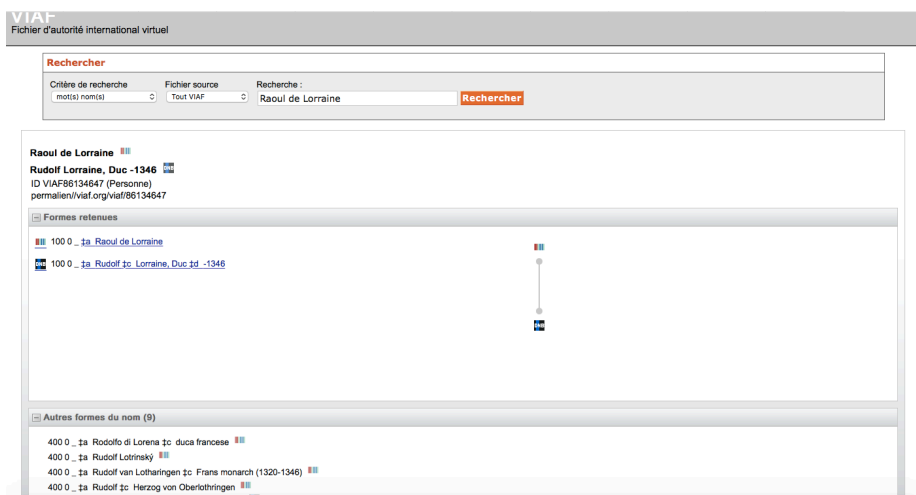 VIAF
Fichier d'autorité international virtuel
Rechercher
Critère de recherche Fichier source Recherche :
mot(s) nom(s) Tout VIAF Raoul de Lorraine Rechercher
Raoul de Lorraine
Rudolf Lorraine, Duc -1346 DNB
ID VIAF86134647 (Personne)
permalien//viaf.org/viaf/86134647
Formes retenues
100 0 _ ‡a Raoul de Lorraine
DNB 100 0 _ ‡a Rudolf ‡c Lorraine, Duc ‡d -1346
DNB
Autres formes du nom (9)
400 0 _ ‡a Rodolfo di Lorena ‡c duca francese
400 0 _ ‡a Rudolf Lotrinský
400 0 _ ‡a Rudolf van Lotharingen ‡c Frans monarch (1320-1346)
400 0 _ ‡a Rudolf ‡c Herzog von Oberlothringen